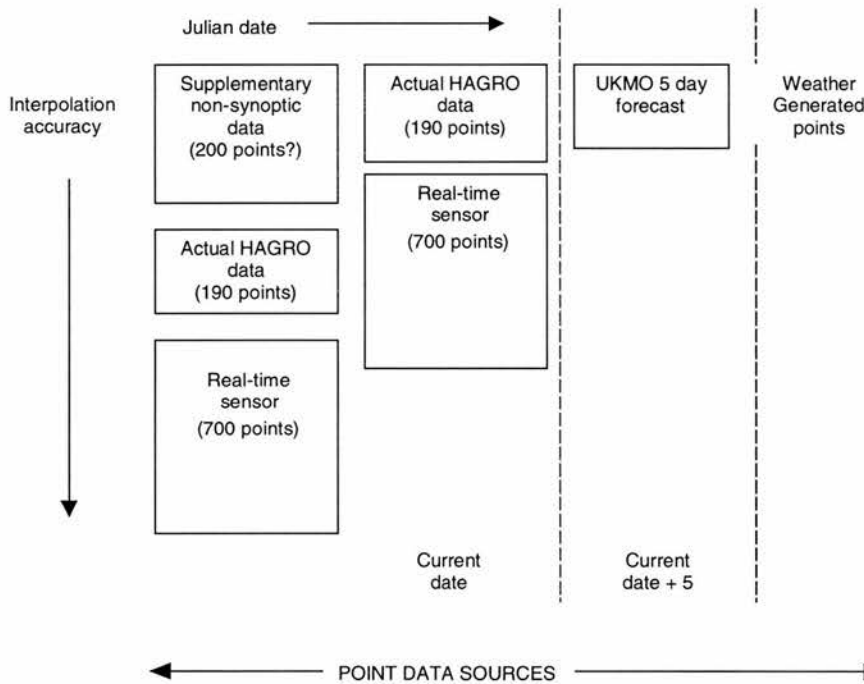 Julian date
Interpolation
accuracy
Supplementary
non-synoptic
data
(200 points?)
Actual HAGRO
data
(190 points)
Real-time
sensor
(700 points)
Actual HAGRO
data
(190 points)
Real-time
sensor
(700 points)
UKMO 5 day
forecast
Weather
Generated
points
Current
date
Current
date + 5
POINT DATA SOURCES